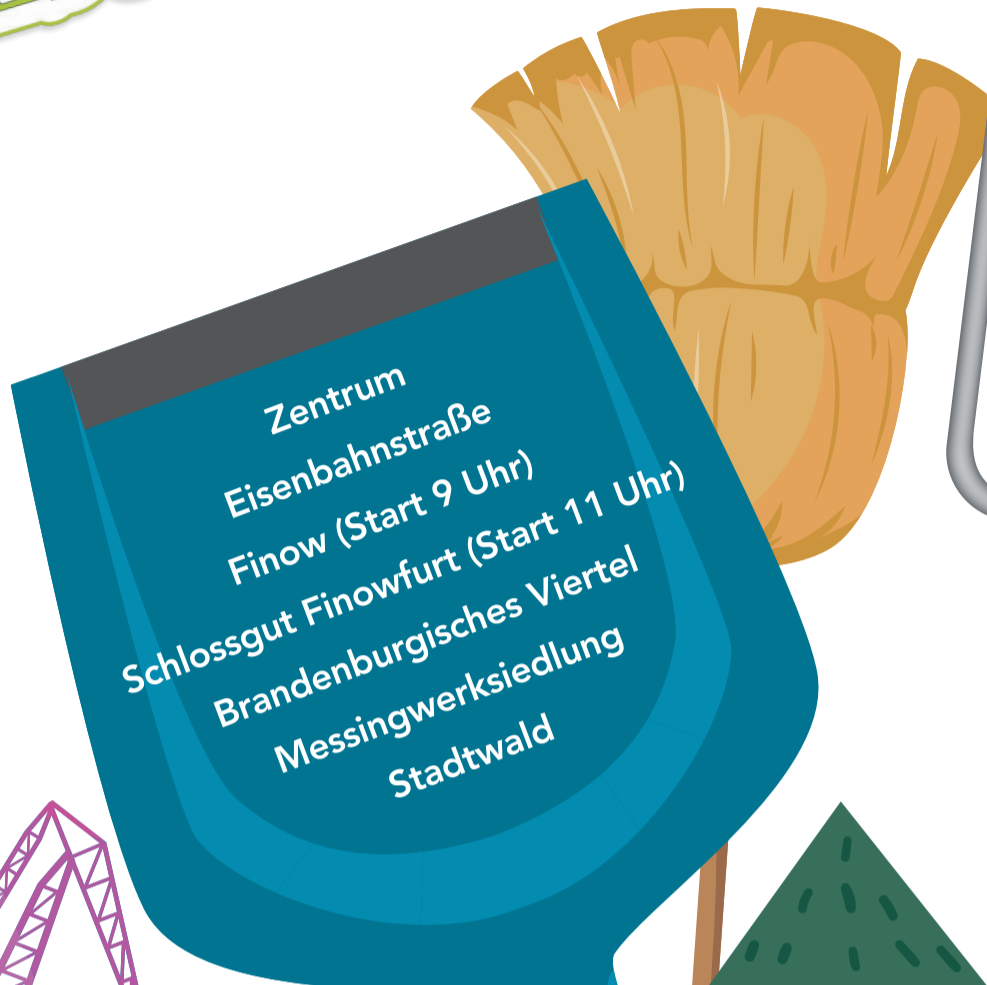 Zentrum
Eisenbahnstraße
Finow (Start 9 Uhr)
Schlossgut Finowfurt (Start 11 Uhr)
Brandenburgisches Viertel
Messingwerksiedlung
Stadtwald